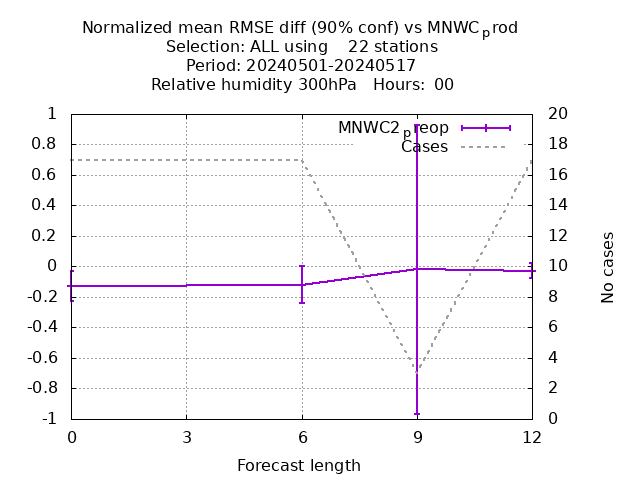 Normalized mean RMSE diff (90% conf) vs MNWC_prod
Selection: ALL using 22 stations
Period: 20240501-20240517
Relative humidity 300hPa Hours: 00
MNWC2_preop
Cases
1
0.8
0.6
0.4
0.2
0
-0.2
-0.4
-0.6
-0.8
-1
20
18
16
14
12
10
8
6
4
2
0
No cases
0 3 6 9 12
Forecast length